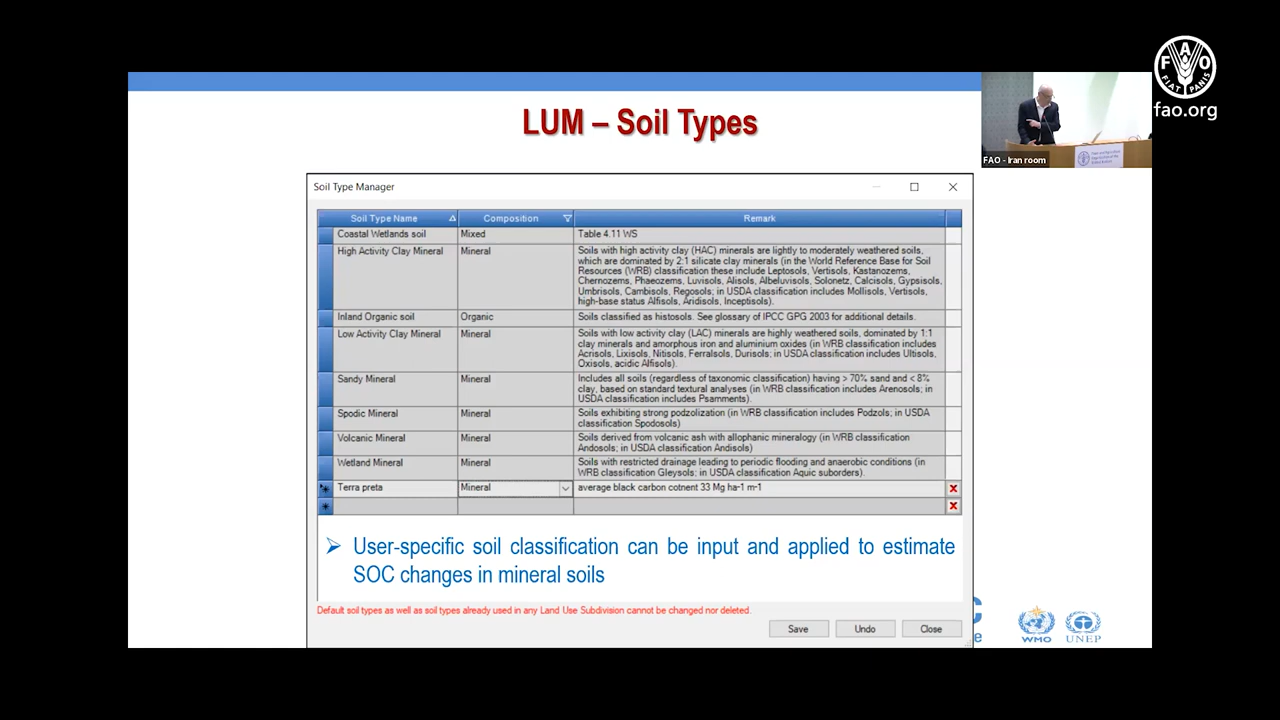 FAO
FIAT PANIS
fao.org
FAO - Iran room
LUM – Soil Types
Soil Type Manager
Soil Type Name Composition Remark
Coastal Wetlands soil Mixed Table 4.11 WS
High Activity Clay Mineral Mineral Soils with high activity clay (HAC) minerals are lightly to moderately weathered soils,
which are dominated by 2:1 silicate clay minerals (in the World Reference Base for Soil
Resources (WRB) classification these include Leptosols, Vertisols, Kastanozems,
Chernozems, Phaeozems, Luvisols, Alisols, Albeluvisols, Solonetz, Calcisols, Gypsisols,
Umbrisols, Cambisols, Regosols; in USDA classification includes Mollisols, Vertisols,
high-base status Alfisols, Aridisols, Inceptisols).
Inland Organic soil Organic Soils classified as histosols. See glossary of IPCC GPG 2003 for additional details.
Low Activity Clay Mineral Mineral Soils with low activity clay (LAC) minerals are highly weathered soils, dominated by 1:1
clay minerals and amorphous iron and aluminium oxides (in WRB classification includes
Acrisols, Lixisols, Nitisols, Ferralsols, Durisols; in USDA classification includes Ultisols,
Oxisols, acidic Alfisols).
Sandy Mineral Mineral Includes all soils (regardless of taxonomic classification) having > 70% sand and < 8%
clay, based on standard textural analyses (in WRB classification includes Arenosols; in
USDA classification includes Psamments).
Spodic Mineral Mineral Soils exhibiting strong podzolization (in WRB classification includes Podzols; in USDA
classification Spodosols)
Volcanic Mineral Mineral Soils derived from volcanic ash with allophanic mineralogy (in WRB classification
Andosols; in USDA classification Andisols)
Wetland Mineral Mineral Soils with restricted drainage leading to periodic flooding and anaerobic conditions (in
WRB classification Gleysols; in USDA classification Aquic suborders).
Terra preta Mineral average black carbon cotnent 33 Mg ha-1 m-1
➢ User-specific soil classification can be input and applied to estimate
SOC changes in mineral soils
Default soil types as well as soil types already used in any Land Use Subdivision cannot be changed nor deleted.
Save Undo Close
WMO UNEP